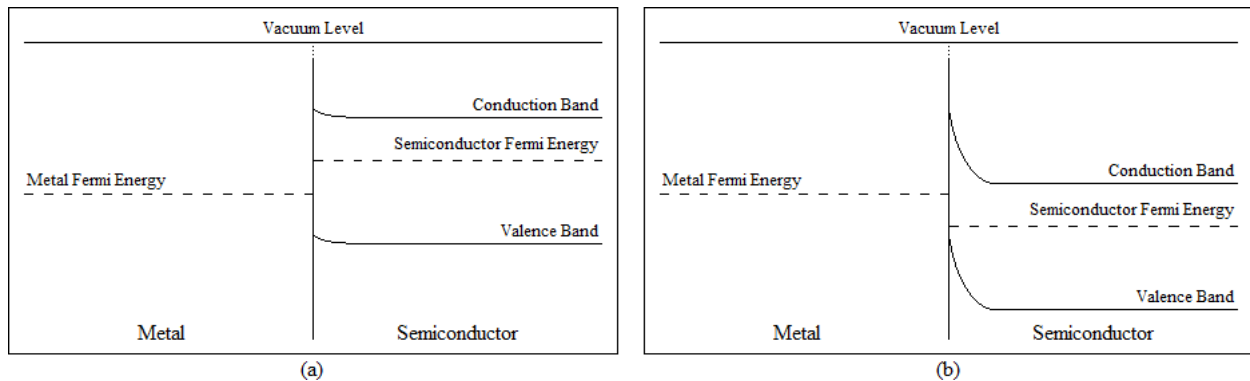 Vacuum Level
Conduction Band
Semiconductor Fermi Energy
Metal Fermi Energy
Valence Band
Metal
Semiconductor
(a)
Vacuum Level
Conduction Band
Metal Fermi Energy
Semiconductor Fermi Energy
Valence Band
Metal
Semiconductor
(b)